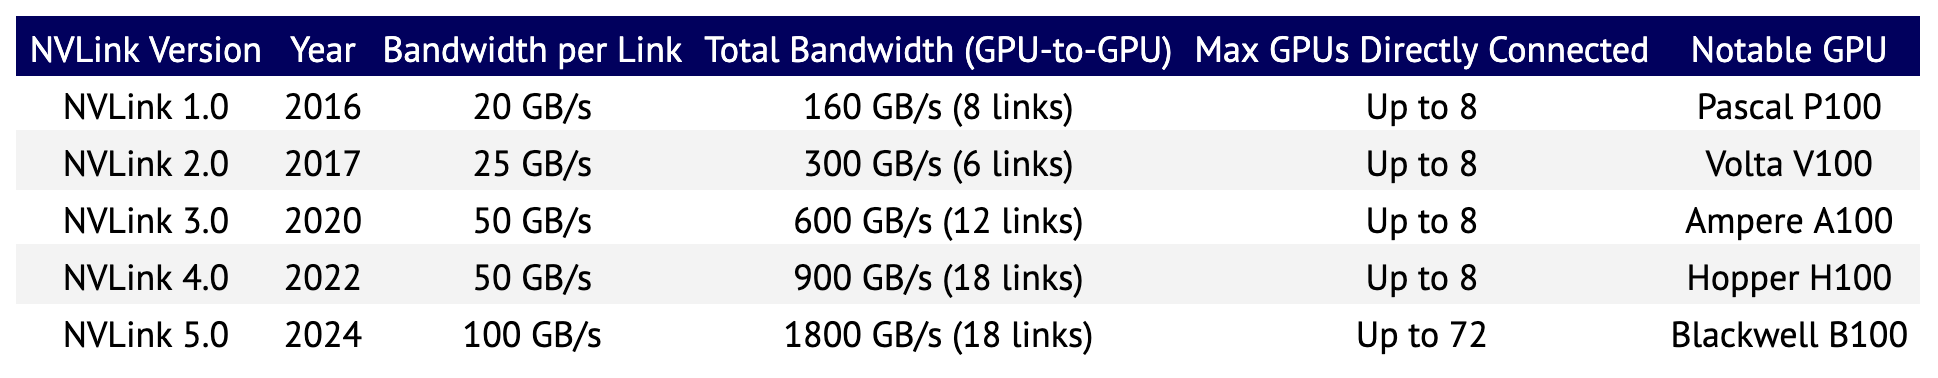 NVLink Version Year Bandwidth per Link Total Bandwidth (GPU-to-GPU) Max GPUs Directly Connected Notable GPU
NVLink 1.0 2016 20 GB/s 160 GB/s (8 links) Up to 8 Pascal P100
NVLink 2.0 2017 25 GB/s 300 GB/s (6 links) Up to 8 Volta V100
NVLink 3.0 2020 50 GB/s 600 GB/s (12 links) Up to 8 Ampere A100
NVLink 4.0 2022 50 GB/s 900 GB/s (18 links) Up to 8 Hopper H100
NVLink 5.0 2024 100 GB/s 1800 GB/s (18 links) Up to 72 Blackwell B100